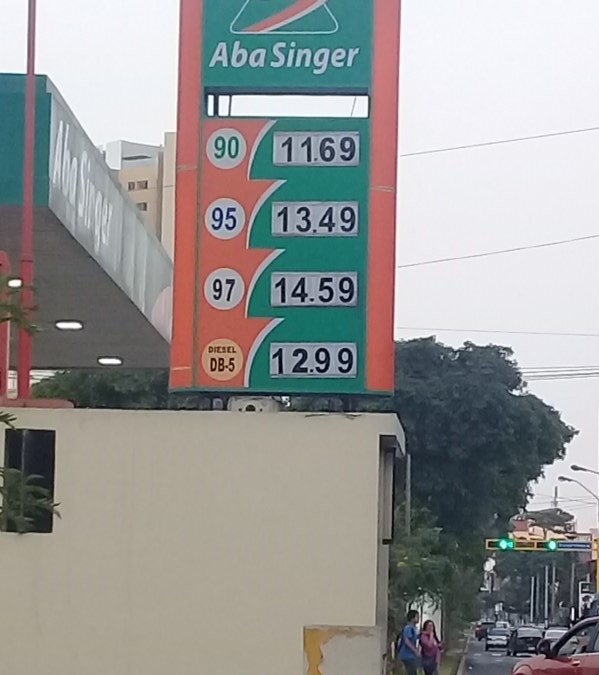 Aba Singer
90 11.69
Aba Singer
95 13.49
97 14.59
DIESEL
DB-5 12.99